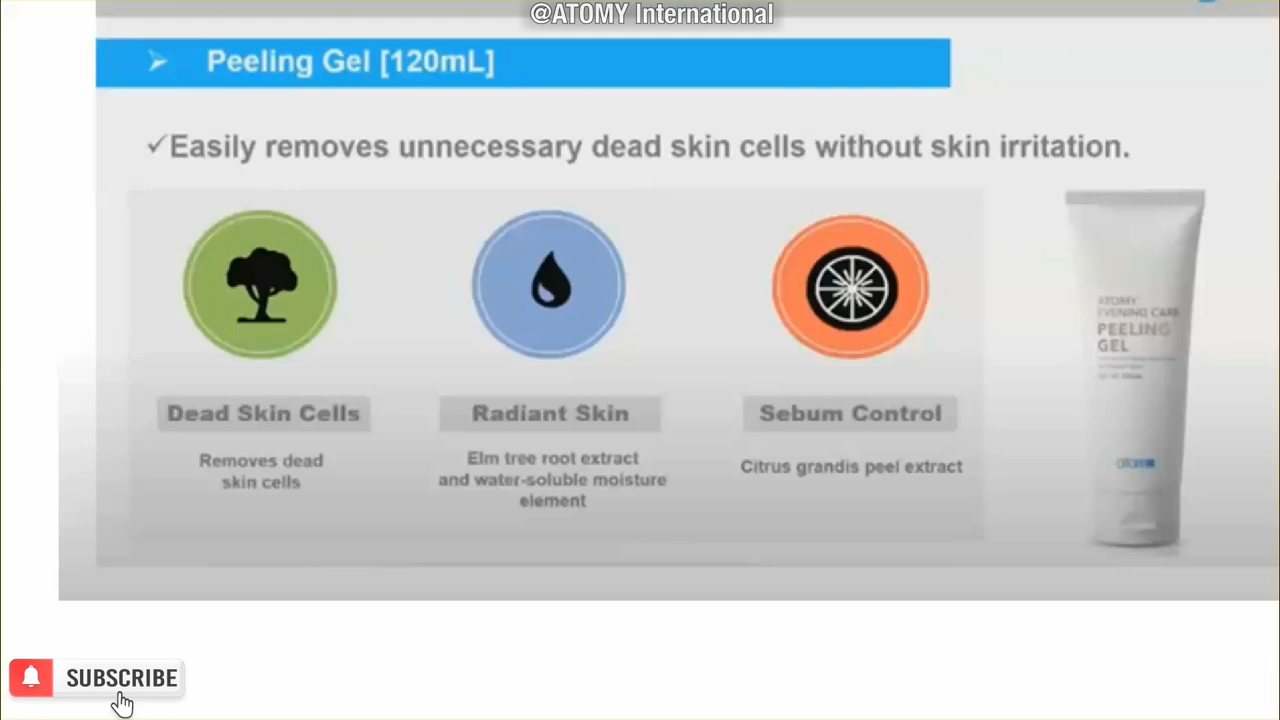 @ATOMY International
Peeling Gel [120mL]
✓Easily removes unnecessary dead skin cells without skin irritation.
Dead Skin Cells
Removes dead
skin cells
Radiant Skin
Elm tree root extract
and water-soluble moisture
element
Sebum Control
Citrus grandis peel extract
ATOMY
EVENING CARE
PEELING
GEL
SUBSCRIBE